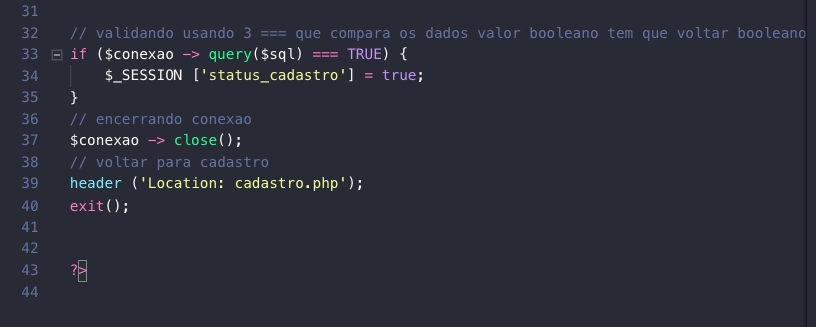 31
32 // validando usando 3 === que compara os dados valor booleano tem que voltar booleano
33 if ($conexao -> query($sql) === TRUE) {
34 $_SESSION ['status_cadastro'] = true;
35 }
36 // encerrando conexao
37 $conexao -> close();
38 // voltar para cadastro
39 header ('Location: cadastro.php');
40 exit();
41
42
43 ?>
44